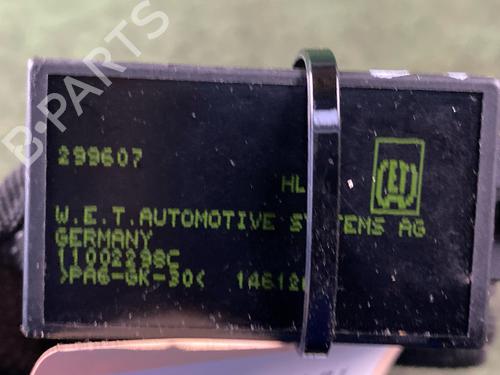 B-PARTS
299607
HL
W.E.T. AUTOMOTIVE SYSTEMS AG
GERMANY
11002298C
>PA6-GK-30<